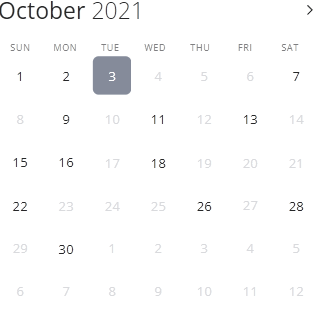 October 2021
SUN MON TUE WED THU FRI SAT
1 2 3 4 5 6 7
8 9 10 11 12 13 14
15 16 17 18 19 20 21
22 23 24 25 26 27 28
29 30 1 2 3 4 5
6 7 8 9 10 11 12